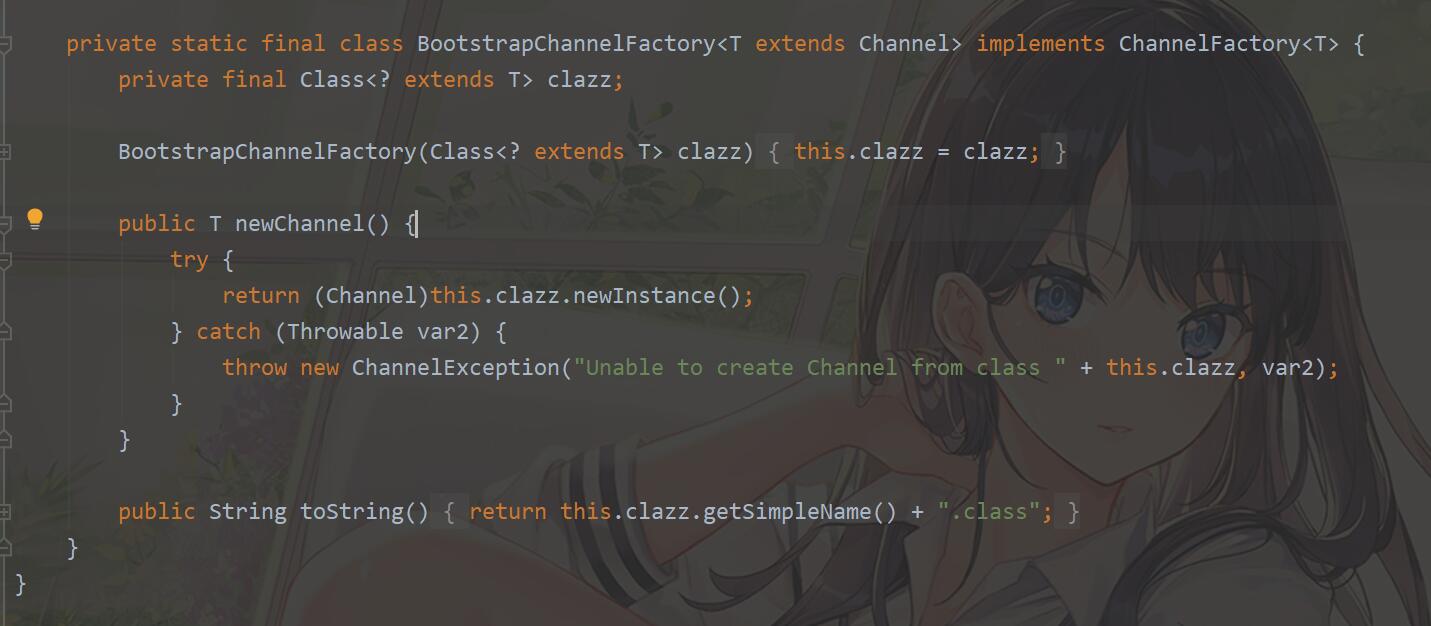 private static final class BootstrapChannelFactory<T extends Channel> implements ChannelFactory<T> {
private final Class<? extends T> clazz;
BootstrapChannelFactory(Class<? extends T> clazz) { this.clazz = clazz; }
public T newChannel() {
try {
return (Channel)this.clazz.newInstance();
} catch (Throwable var2) {
throw new ChannelException("Unable to create Channel from class " + this.clazz, var2);
}
}
public String toString() { return this.clazz.getSimpleName() + ".class"; }
}
}